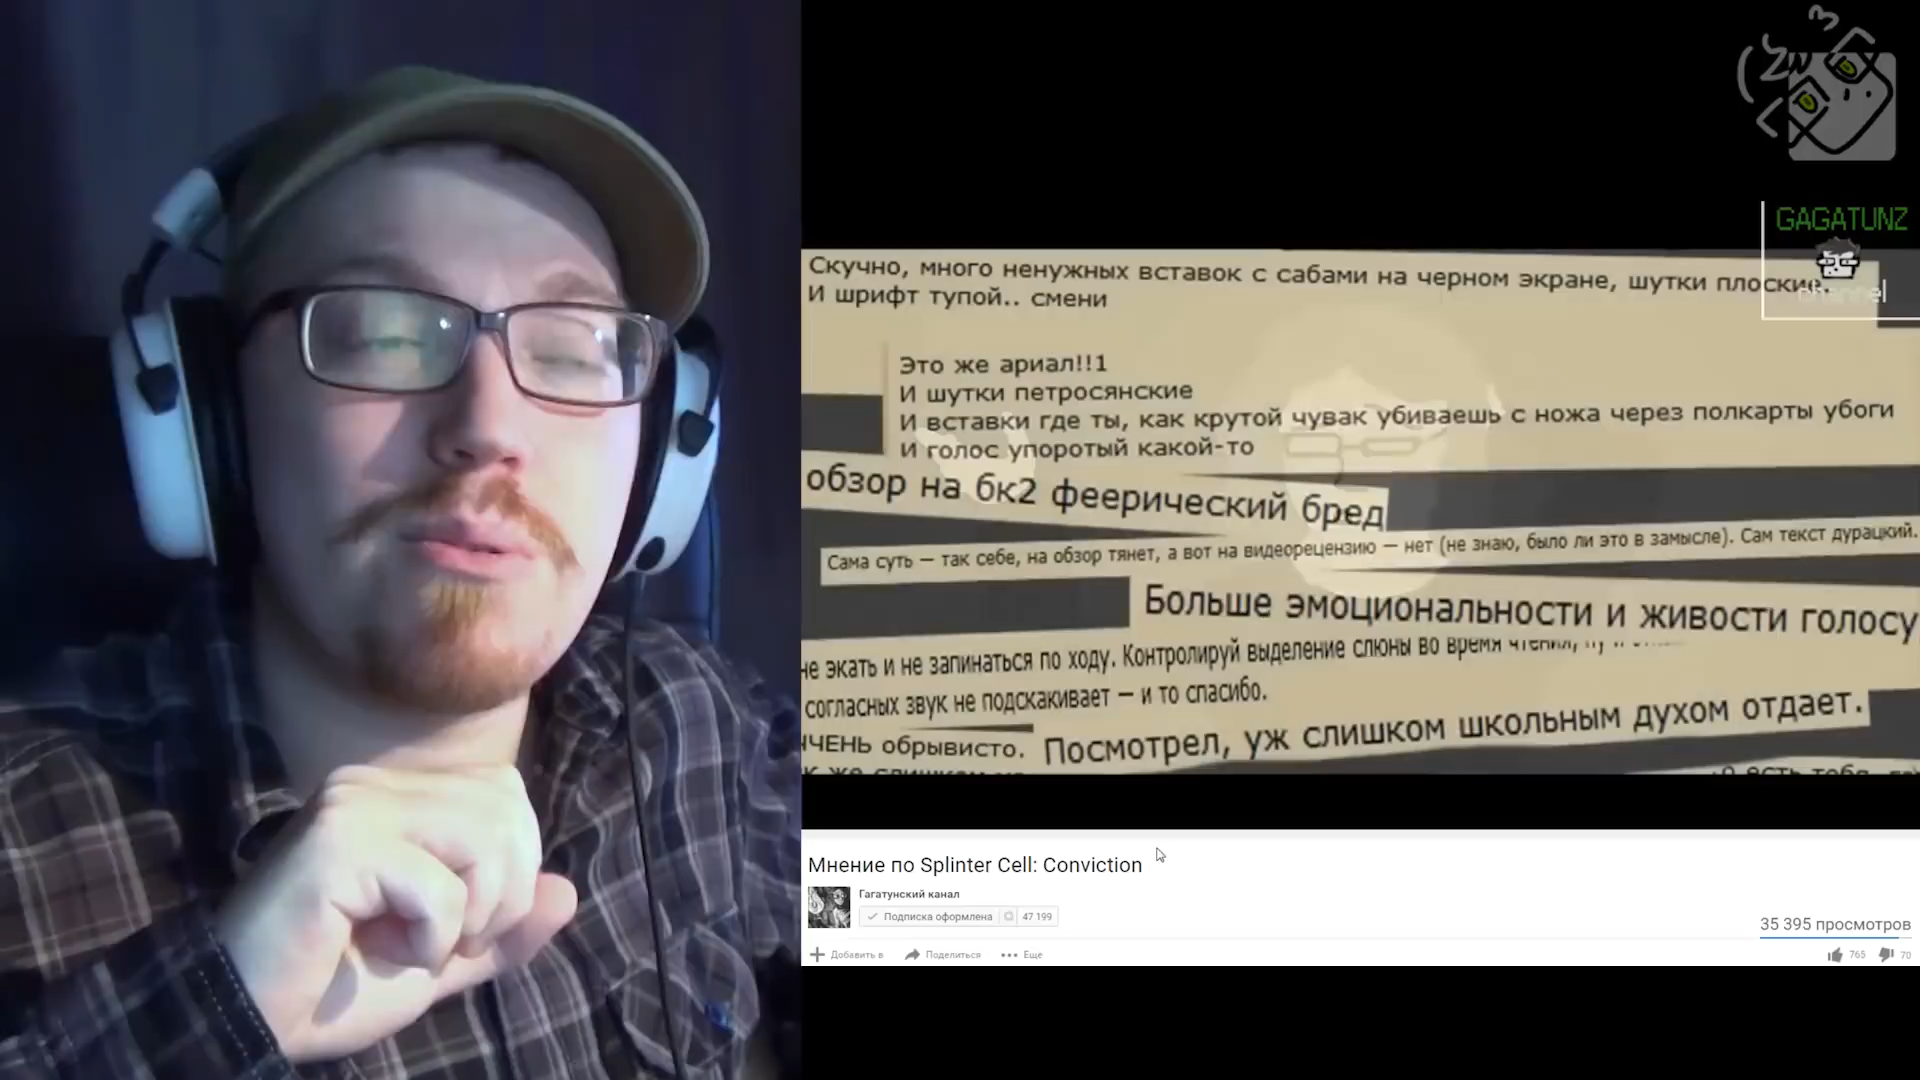 GAGATUNZ
channel
Скучно, много ненужных вставок с сабами на черном экране, шутки плоские.
И шрифт тупой.. смени
Это же ариал!!1
И шутки петросянские
И вставки где ты, как крутой чувак убиваешь с ножа через полкарты убоги
И голос упоротый какой-то
обзор на бк2 феерический бред
Сама суть — так себе, на обзор тянет, а вот на видеорецензию — нет (не знаю, было ли это в замысле). Сам текст дурацкий.
Больше эмоциональности и живости голосу
не экать и не запинаться по ходу. Контролируй выделение слюны во время чтения,
согласных звук не подскакивает — и то спасибо.
ЧЕНЬ обрывисто.
Посмотрел, уж слишком школьным духом отдает.
Мнение по Splinter Cell: Conviction
Гагатунский канал
Подписка оформлена 47 199
35 395 просмотров
Добавить в Поделиться Еще 765 70